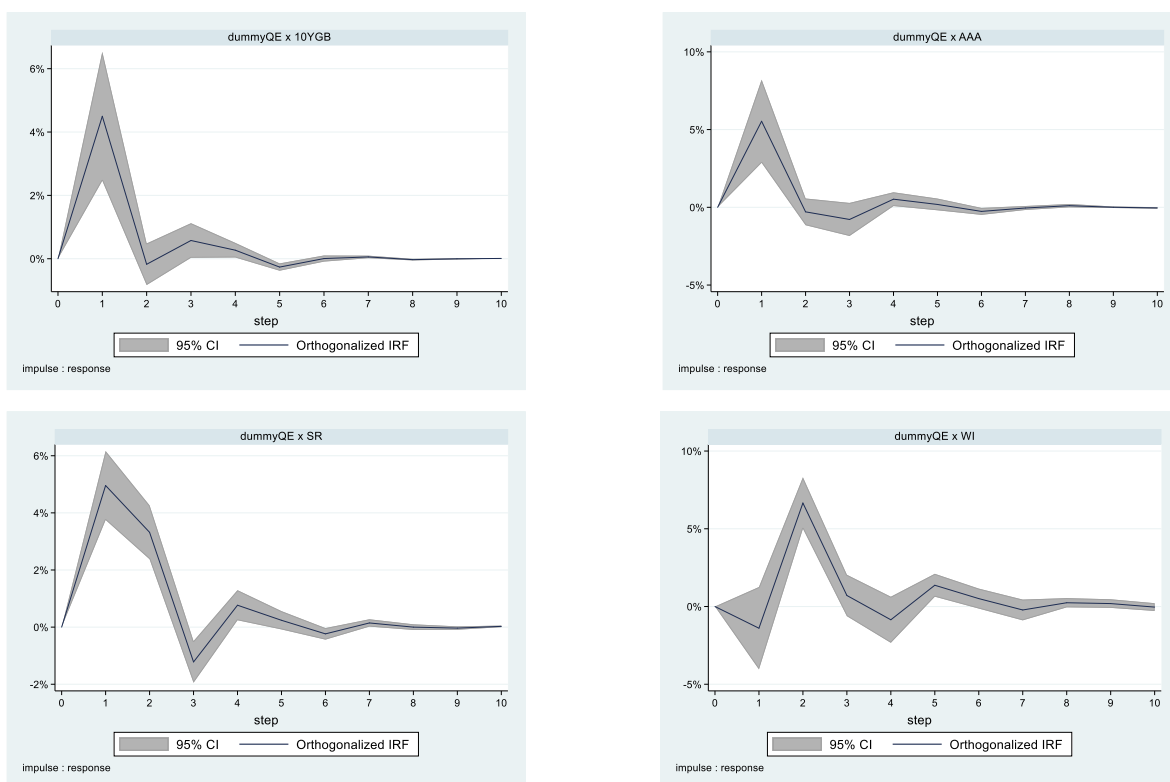 dummyQE x 10YGB
6%
4%
2%
0%
0 1 2 3 4 5 6 7 8 9 10
step
95% CI Orthogonalized IRF
impulse : response
dummyQE x AAA
10%
5%
0%
-5%
0 1 2 3 4 5 6 7 8 9 10
step
95% CI Orthogonalized IRF
impulse : response
dummyQE x SR
6%
4%
2%
0%
-2%
0 1 2 3 4 5 6 7 8 9 10
step
95% CI Orthogonalized IRF
impulse : response
dummyQE x WI
10%
5%
0%
-5%
0 1 2 3 4 5 6 7 8 9 10
step
95% CI Orthogonalized IRF
impulse : response